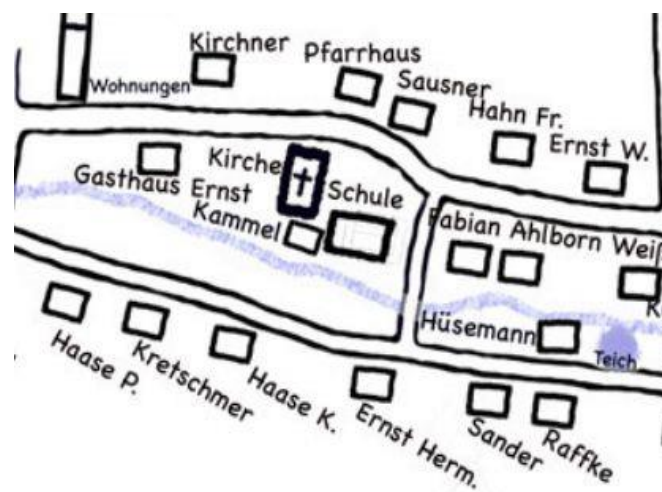 Kirchner
Pfarrhaus
Wohnungen
Sausner
Hahn Fr.
Ernst W.
Kirche
Gasthaus Ernst
Schule
Kammel
Fabian Ahlborn Weiß
Hüsemann
Teich
Haase P.
Kretschmer
Haase K.
Ernst Herm.
Sander
Raffke